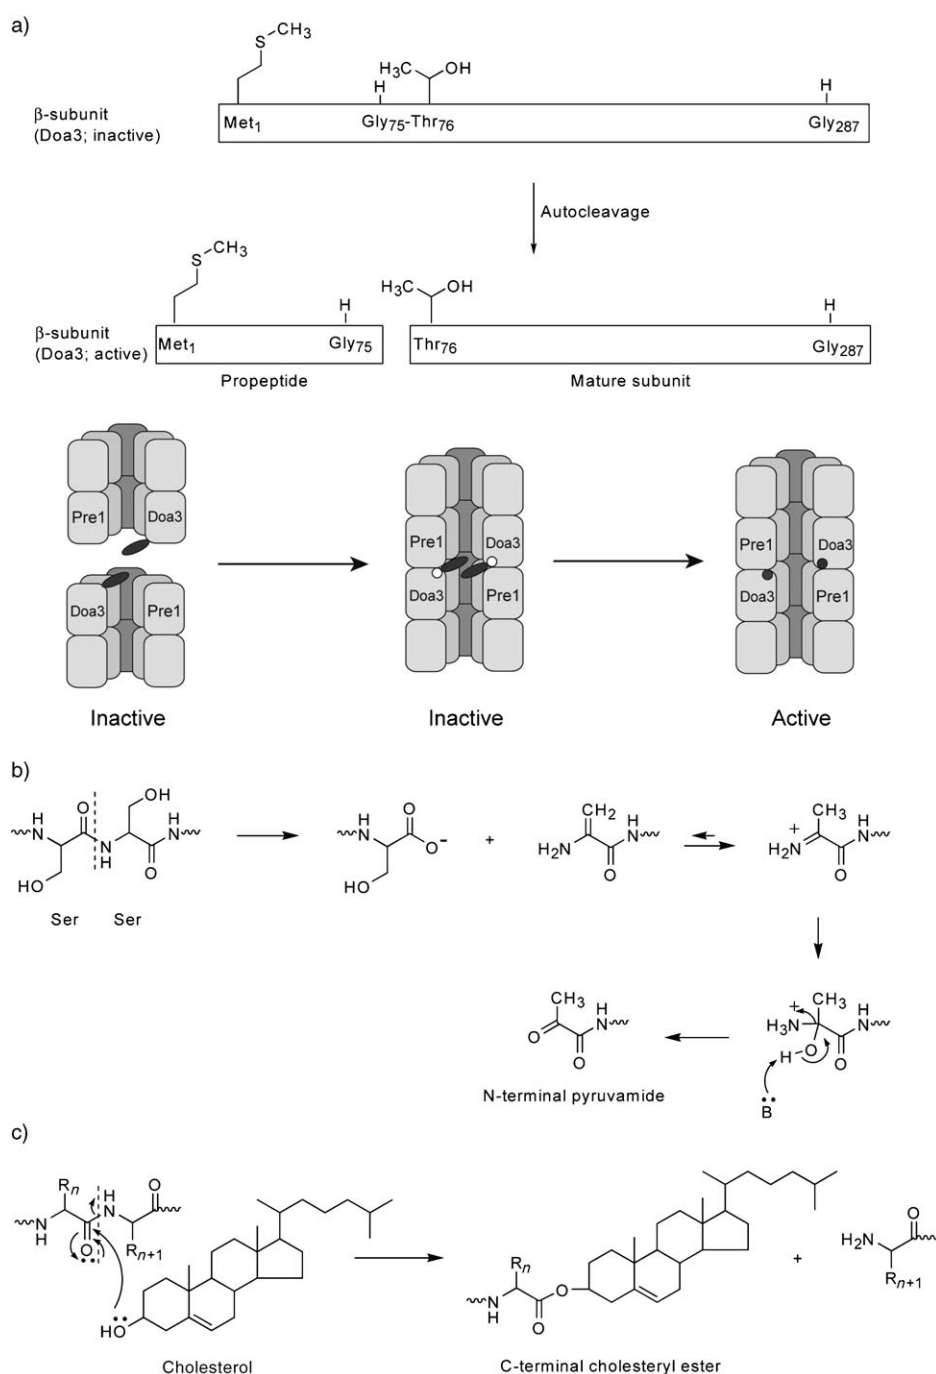 a)
S
CH3
H3C
OH
H
H
β-subunit
(Doa3; inactive)
Met1
Gly75-Thr76
Gly287
Autocleavage
S
CH3
H3C
OH
H
H
β-subunit
(Doa3; active)
Met1
Gly75
Thr76
Gly287
Propeptide
Mature subunit
Pre1
Doa3
Doa3
Pre1
Pre1
Doa3
Doa3
Pre1
Pre1
Doa3
Doa3
Pre1
Inactive
Inactive
Active
b)
H
N
O
OH
H
N
N
H
O
HO
Ser
Ser
H
N
O
O-
HO
+
CH2
H2N
H
N
O
CH3
+
H2N
H
N
O
CH3
O
H
N
O
N-terminal pyruvamide
CH3
+
H3N
H
N
O
H
O
B
c)
Rn
H
N
O
N
H
O
Rn+1
HO
Cholesterol
Rn
N
H
O
O
C-terminal cholesteryl ester
+
H2N
O
Rn+1